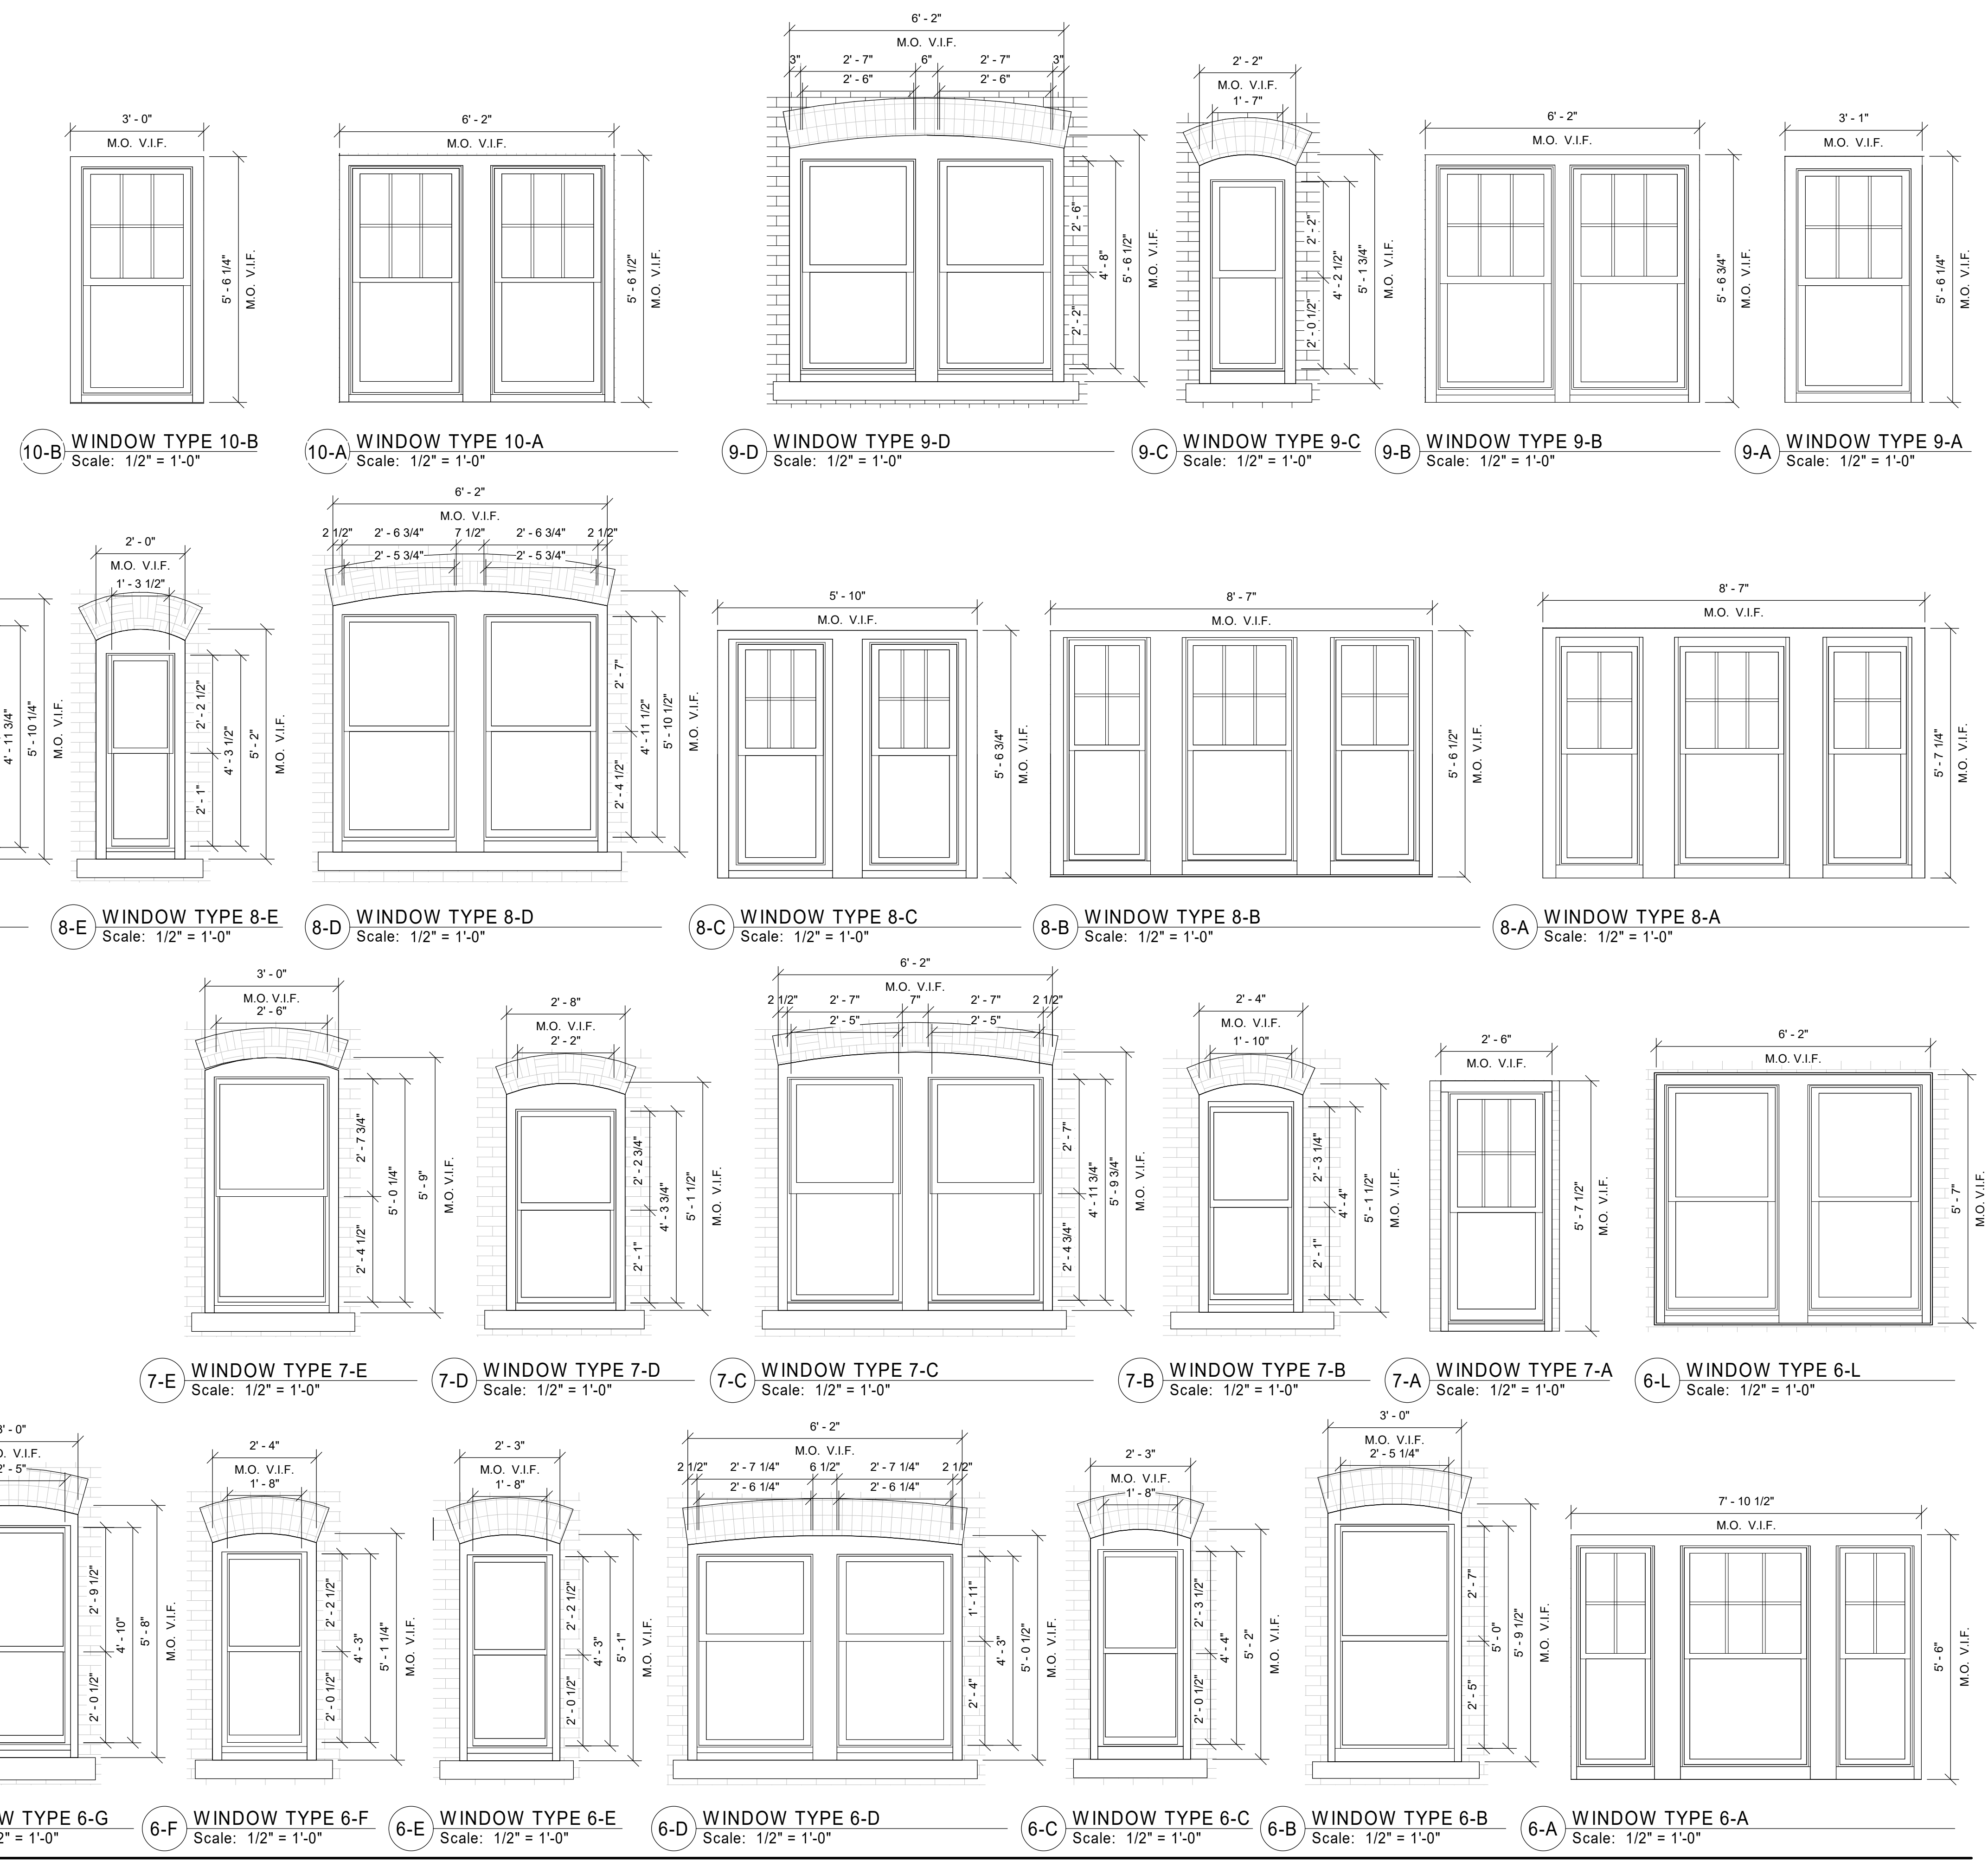 3' - 0"
M.O. V.I.F.
5' - 6 1/4"
M.O. V.I.F.
10-B
WINDOW TYPE 10-B
Scale: 1/2" = 1'-0"
6' - 2"
M.O. V.I.F.
5' - 6 1/2"
M.O. V.I.F.
10-A
WINDOW TYPE 10-A
Scale: 1/2" = 1'-0"
6' - 2"
M.O. V.I.F.
3" 2' - 7" 6" 2' - 7" 3"
2' - 6" 2' - 6"
2' - 6"
2' - 2"
4' - 8"
5' - 6 1/2"
M.O. V.I.F.
9-D
WINDOW TYPE 9-D
Scale: 1/2" = 1'-0"
2' - 2"
M.O. V.I.F.
1' - 7"
2' - 2"
2' - 0 1/2"
4' - 2 1/2"
5' - 1 3/4"
M.O. V.I.F.
9-C
WINDOW TYPE 9-C
Scale: 1/2" = 1'-0"
6' - 2"
M.O. V.I.F.
5' - 6 3/4"
M.O. V.I.F.
9-B
WINDOW TYPE 9-B
Scale: 1/2" = 1'-0"
3' - 1"
M.O. V.I.F.
5' - 6 1/4"
M.O. V.I.F.
9-A
WINDOW TYPE 9-A
Scale: 1/2" = 1'-0"
4' - 11 3/4"
5' - 10 1/4"
M.O. V.I.F.
2' - 0"
M.O. V.I.F.
1' - 3 1/2"
2' - 2 1/2"
2' - 1"
4' - 3 1/2"
5' - 2"
M.O. V.I.F.
8-E
WINDOW TYPE 8-E
Scale: 1/2" = 1'-0"
6' - 2"
M.O. V.I.F.
2 1/2" 2' - 6 3/4" 7 1/2" 2' - 6 3/4" 2 1/2"
2' - 5 3/4" 2' - 5 3/4"
2' - 7"
2' - 4 1/2"
4' - 11 1/2"
5' - 10 1/2"
M.O. V.I.F.
8-D
WINDOW TYPE 8-D
Scale: 1/2" = 1'-0"
5' - 10"
M.O. V.I.F.
5' - 6 3/4"
M.O. V.I.F.
8-C
WINDOW TYPE 8-C
Scale: 1/2" = 1'-0"
8' - 7"
M.O. V.I.F.
5' - 6 1/2"
M.O. V.I.F.
8-B
WINDOW TYPE 8-B
Scale: 1/2" = 1'-0"
8' - 7"
M.O. V.I.F.
5' - 7 1/4"
M.O. V.I.F.
8-A
WINDOW TYPE 8-A
Scale: 1/2" = 1'-0"
3' - 0"
M.O. V.I.F.
2' - 6"
2' - 7 3/4"
2' - 4 1/2"
5' - 0 1/4"
5' - 9"
M.O. V.I.F.
7-E
WINDOW TYPE 7-E
Scale: 1/2" = 1'-0"
2' - 8"
M.O. V.I.F.
2' - 2"
2' - 2 3/4"
2' - 1"
4' - 3 3/4"
5' - 1 1/2"
M.O. V.I.F.
7-D
WINDOW TYPE 7-D
Scale: 1/2" = 1'-0"
6' - 2"
M.O. V.I.F.
2 1/2" 2' - 7" 7" 2' - 7" 2 1/2"
2' - 5" 2' - 5"
2' - 7"
2' - 4 3/4"
4' - 11 3/4"
5' - 9 3/4"
M.O. V.I.F.
7-C
WINDOW TYPE 7-C
Scale: 1/2" = 1'-0"
2' - 4"
M.O. V.I.F.
1' - 10"
2' - 3 1/4"
2' - 1"
4' - 4"
5' - 1 1/2"
M.O. V.I.F.
7-B
WINDOW TYPE 7-B
Scale: 1/2" = 1'-0"
2' - 6"
M.O. V.I.F.
5' - 7 1/2"
M.O. V.I.F.
7-A
WINDOW TYPE 7-A
Scale: 1/2" = 1'-0"
6' - 2"
M.O. V.I.F.
5' - 7"
M.O. V.I.F.
6-L
WINDOW TYPE 6-L
Scale: 1/2" = 1'-0"
' - 0"
V.I.F.
' - 5"
2' - 9 1/2"
2' - 0 1/2"
4' - 10"
5' - 8"
M.O. V.I.F.
W TYPE 6-G
2" = 1'-0"
2' - 4"
M.O. V.I.F.
1' - 8"
2' - 2 1/2"
2' - 0 1/2"
4' - 3"
5' - 1 1/4"
M.O. V.I.F.
6-F
WINDOW TYPE 6-F
Scale: 1/2" = 1'-0"
2' - 3"
M.O. V.I.F.
1' - 8"
2' - 2 1/2"
2' - 0 1/2"
4' - 3"
5' - 1"
M.O. V.I.F.
6-E
WINDOW TYPE 6-E
Scale: 1/2" = 1'-0"
6' - 2"
M.O. V.I.F.
2 1/2" 2' - 7 1/4" 6 1/2" 2' - 7 1/4" 2 1/2"
2' - 6 1/4" 2' - 6 1/4"
1' - 11"
2' - 4"
4' - 3"
5' - 0 1/2"
M.O. V.I.F.
6-D
WINDOW TYPE 6-D
Scale: 1/2" = 1'-0"
2' - 3"
M.O. V.I.F.
1' - 8"
2' - 3 1/2"
2' - 0 1/2"
4' - 4"
5' - 2"
M.O. V.I.F.
6-C
WINDOW TYPE 6-C
Scale: 1/2" = 1'-0"
3' - 0"
M.O. V.I.F.
2' - 5 1/4"
2' - 7"
2' - 5"
5' - 0"
5' - 9 1/2"
M.O. V.I.F.
6-B
WINDOW TYPE 6-B
Scale: 1/2" = 1'-0"
7' - 10 1/2"
M.O. V.I.F.
5' - 6"
M.O. V.I.F.
6-A
WINDOW TYPE 6-A
Scale: 1/2" = 1'-0"